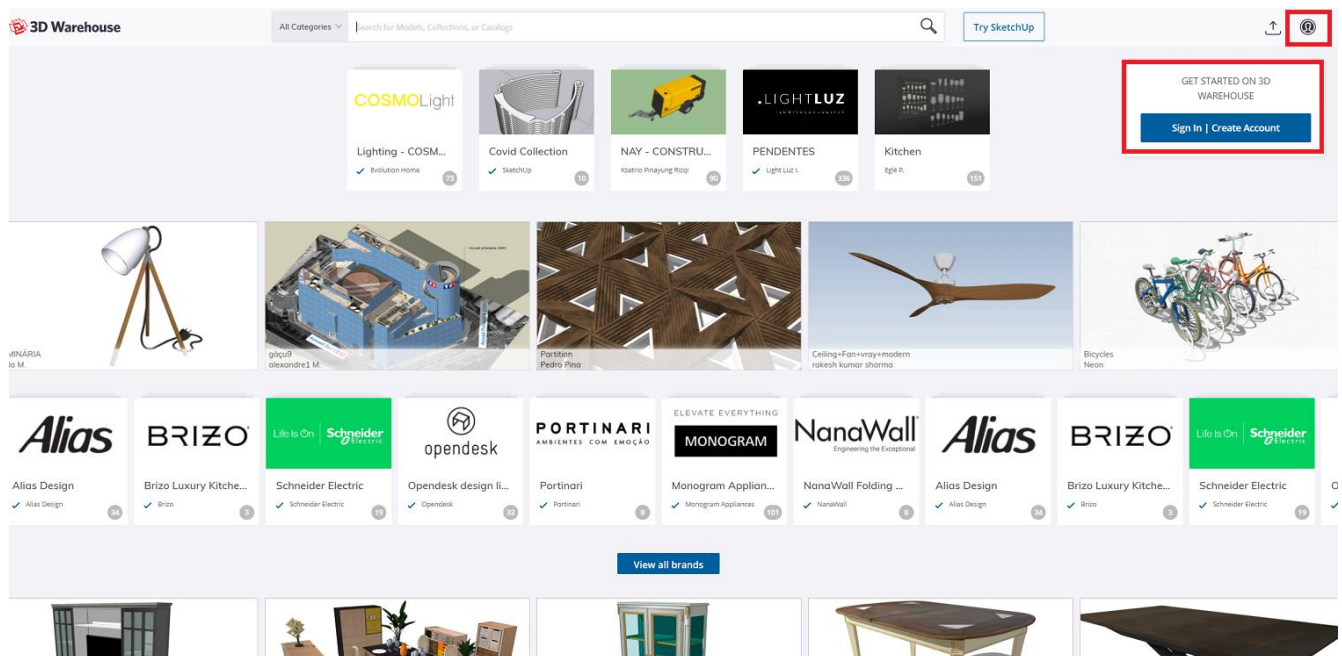 3D Warehouse
All Categories
Search for Models, Collections, or Catalogs
Try SketchUp
GET STARTED ON 3D
WAREHOUSE
Sign In | Create Account
COSMOLight
.LIGHTLUZ
Lighting - COSM...
Covid Collection
NAY - CONSTRU...
PENDENTES
Kitchen
Evolution Home
73
SketchUp
10
Ksatrio Pinayung Rizqi
90
Light Luz I.
336
Egle P.
151
MINÁRIA
la M.
gàçu9
alexandre1 M.
Partition
Pedro Pina
Ceiling+Fan+vray+modern
rakesh kumar sharma
Bicycles
Neon
Alias
BRIZO
Life Is On | Schneider Electric
opendesk
PORTINARI
AMBIENTES COM EMOÇÃO
ELEVATE EVERYTHING
MONOGRAM
NanaWall
Engineering the Exceptional
Alias
BRIZO
Life Is On | Schneider Electric
Alias Design
Brizo Luxury Kitche...
Schneider Electric
Opendesk design li...
Portinari
Monogram Applian...
NanaWall Folding ...
Alias Design
Brizo Luxury Kitche...
Schneider Electric
O
Alias Design
34
Brizo
3
Schneider Electric
19
Opendesk
32
Portinari
8
Monogram Appliances
101
NanaWall
8
Alias Design
34
Brizo
3
Schneider Electric
19
View all brands